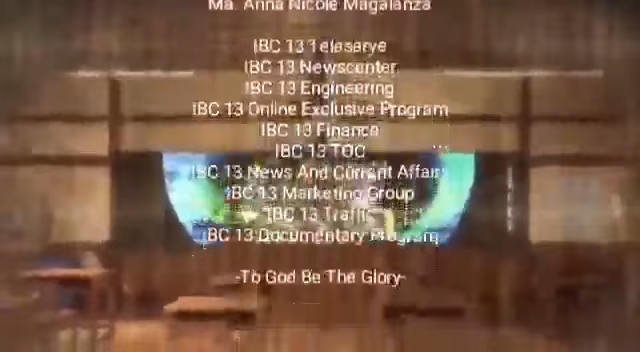 Ma. Anna Nicole Magalanza
IBC 13 Teleserye
IBC 13 Newscenter
IBC 13 Engineering
IBC 13 Online Exclusive Program
IBC 13 Finance
IBC 13 TOC
IBC 13 News And Current Affairs
IBC 13 Marketing Group
IBC 13 Traffic
IBC 13 Documentary Program
-To God Be The Glory-